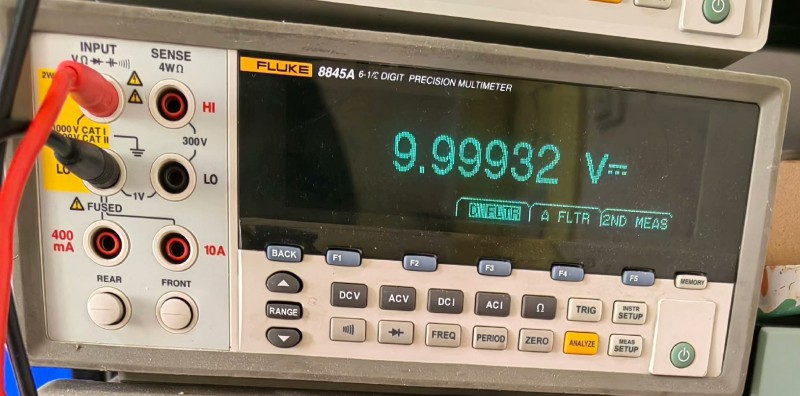 INPUT
VΩ
SENSE
4WΩ
FLUKE 8845A 6-1/2 DIGIT PRECISION MULTIMETER
HI
1000V CAT I
CAT II
300V
LO
LO
1V
FUSED
400
mA
10A
REAR
FRONT
9.99932 V
A FLTR
2ND MEAS
BACK
F1
F2
F3
F4
F5
MEMORY
RANGE
DCV
ACV
DCI
ACI
Ω
TRIG
INSTR
SETUP
FREQ
PERIOD
ZERO
ANALYZE
MEAS
SETUP